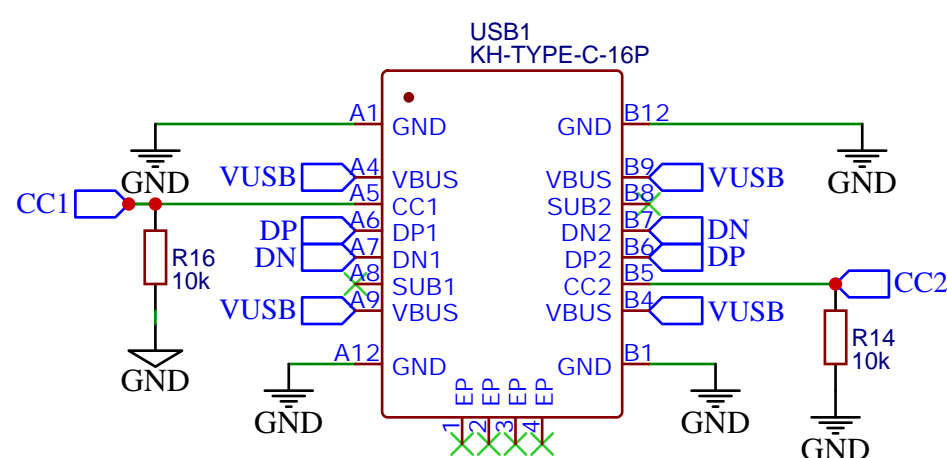 USB1
KH-TYPE-C-16P
A1 GND GND B12
GND GND
VUSB A4 VBUS VBUS B9 VUSB
CC1 A5 CC1 SUB2 B8
DP A6 DP1 DN2 B7 DN
DN A7 DN1 DP2 B6 DP
R16
10k
A8 SUB1 CC2 B5 CC2
VUSB A9 VBUS VBUS B4 VUSB
R14
10k
A12 GND GND B1
GND
EP EP EP EP
1 2 3 4
GND GND
GND